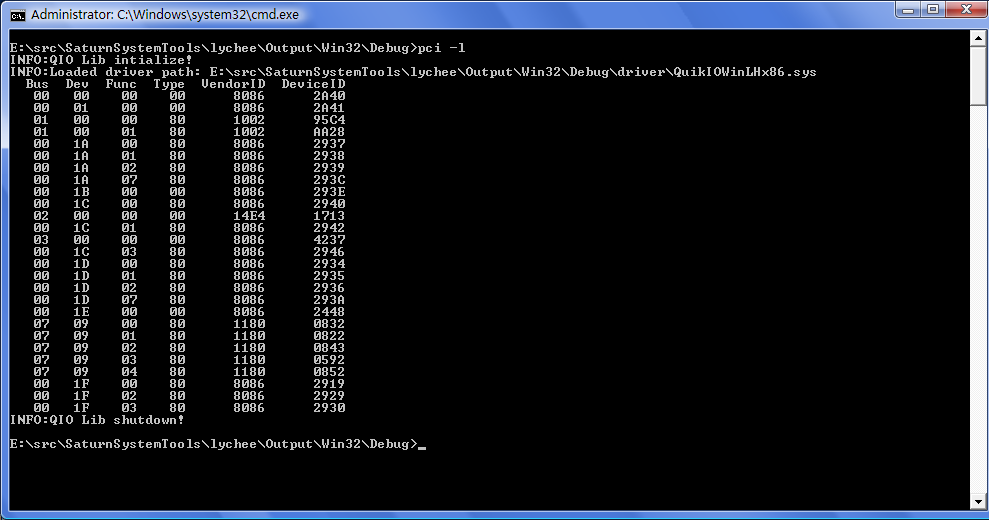 Administrator: C:\Windows\system32\cmd.exe
E:\src\SaturnSystemTools\lychee\Output\Win32\Debug>pci -l
INFO:QIO Lib intialize!
INFO:Loaded driver path: E:\src\SaturnSystemTools\lychee\Output\Win32\Debug\driver\QuikIOWinLHx86.sys
Bus Dev Func Type VendorID DeviceID
00 00 00 00 8086 2A40
00 01 00 00 8086 2A41
01 00 00 80 1002 95C4
01 00 01 80 1002 AA28
00 1A 00 80 8086 2937
00 1A 01 80 8086 2938
00 1A 02 80 8086 2939
00 1A 07 80 8086 293C
00 1B 00 00 8086 293E
00 1C 00 80 8086 2940
02 00 00 00 14E4 1713
00 1C 01 80 8086 2942
03 00 00 00 8086 4237
00 1C 03 80 8086 2946
00 1D 00 80 8086 2934
00 1D 01 80 8086 2935
00 1D 02 80 8086 2936
00 1D 07 80 8086 293A
00 1E 00 00 8086 2448
07 09 00 80 1180 0832
07 09 01 80 1180 0822
07 09 02 80 1180 0843
07 09 03 80 1180 0592
07 09 04 80 1180 0852
00 1F 00 80 8086 2919
00 1F 02 80 8086 2929
00 1F 03 80 8086 2930
INFO:QIO Lib shutdown!
E:\src\SaturnSystemTools\lychee\Output\Win32\Debug>_